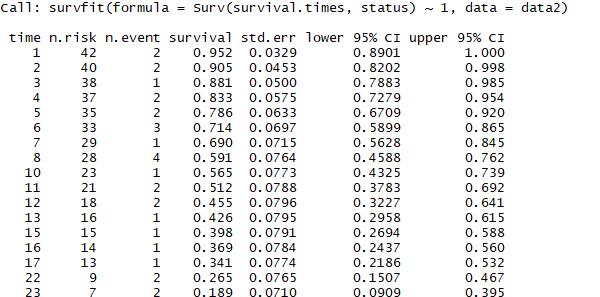 Call: survfit(formula = Surv(survival.times, status) ~ 1, data = data2)
time n.risk n.event survival std.err lower 95% CI upper 95% CI
1 42 2 0.952 0.0329 0.8901 1.000
2 40 2 0.905 0.0453 0.8202 0.998
3 38 1 0.881 0.0500 0.7883 0.985
4 37 2 0.833 0.0575 0.7279 0.954
5 35 2 0.786 0.0633 0.6709 0.920
6 33 3 0.714 0.0697 0.5899 0.865
7 29 1 0.690 0.0715 0.5628 0.845
8 28 4 0.591 0.0764 0.4588 0.762
10 23 1 0.565 0.0773 0.4325 0.739
11 21 2 0.512 0.0788 0.3783 0.692
12 18 2 0.455 0.0796 0.3227 0.641
13 16 1 0.426 0.0795 0.2958 0.615
15 15 1 0.398 0.0791 0.2694 0.588
16 14 1 0.369 0.0784 0.2437 0.560
17 13 1 0.341 0.0774 0.2186 0.532
22 9 2 0.265 0.0765 0.1507 0.467
23 7 2 0.189 0.0710 0.0909 0.395